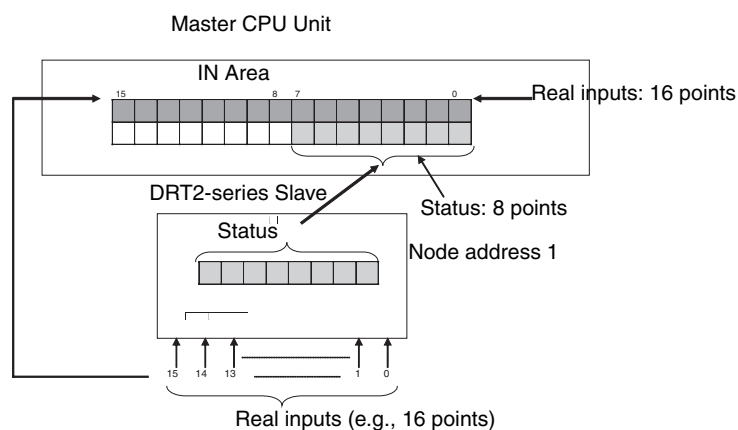 Master CPU Unit
IN Area
15 8 7 0
Real inputs: 16 points
DRT2-series Slave
Status: 8 points
Status
Node address 1
15 14 13 1 0
Real inputs (e.g., 16 points)